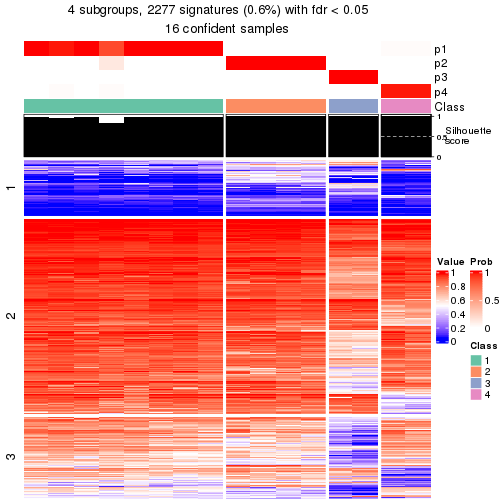 4 subgroups, 2277 signatures (0.6%) with fdr < 0.05
16 confident samples
p1
p2
p3
p4
Class
1
0.5
0
Silhouette
score
1
2
3
Value
1
0.8
0.6
0.4
0.2
0
Prob
1
0.5
0
Class
1
2
3
4